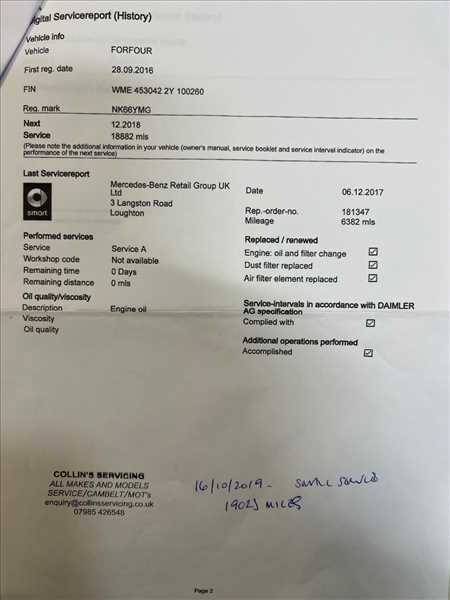 Digital Servicereport (History)
Vehicle info
Vehicle FORFOUR
First reg. date 28.09.2016
FIN WME 453042 2Y 100260
Reg. mark NK66YMG
Next 12.2018
Service 18882 mls
(Please note the additional information in your vehicle (owner's manual, service booklet and service interval indicator) on the
performance of the next service)
Last Servicereport
smart
Mercedes-Benz Retail Group UK
Ltd
3 Langston Road
Loughton
Date 06.12.2017
Rep.-order-no. 181347
Mileage 6382 mls
Performed services
Service Service A
Workshop code Not available
Remaining time 0 Days
Remaining distance 0 mls
Oil quality/viscosity
Description Engine oil
Viscosity
Oil quality
Replaced / renewed
Engine: oil and filter change
Dust filter replaced
Air filter element replaced
Service-intervals in accordance with DAIMLER
AG specification
Complied with
Additional operations performed
Accomplished
COLLIN'S SERVICING
ALL MAKES AND MODELS
SERVICE/CAMBELT/MOT's
enquiry@collinsservicing.co.uk
07985 426548
16/10/2019 -
MILES
Page 2